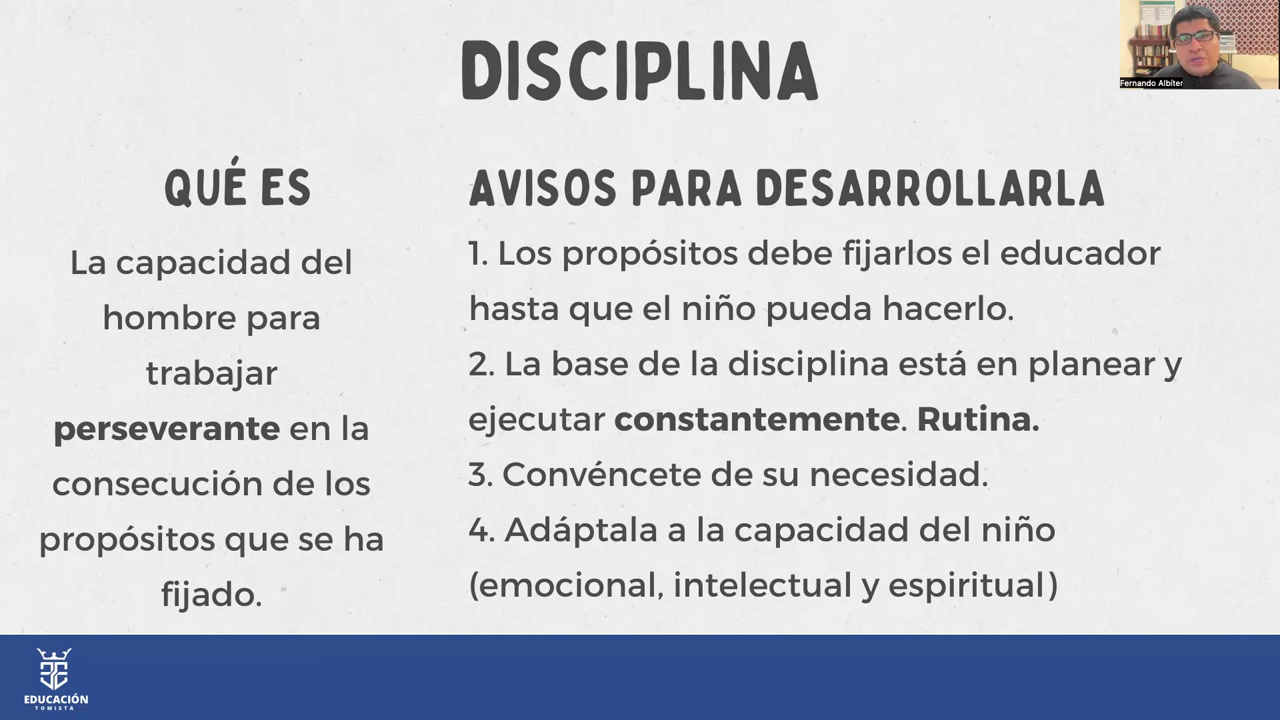 DISCIPLINA
Fernando Albíter
QUÉ ES
La capacidad del
hombre para
trabajar
perseverante en la
consecución de los
propósitos que se ha
fijado.
AVISOS PARA DESARROLLARLA
1. Los propósitos debe fijarlos el educador
hasta que el niño pueda hacerlo.
2. La base de la disciplina está en planear y
ejecutar constantemente. Rutina.
3. Convéncete de su necesidad.
4. Adáptala a la capacidad del niño
(emocional, intelectual y espiritual)
EDUCACIÓN
TOMISTA